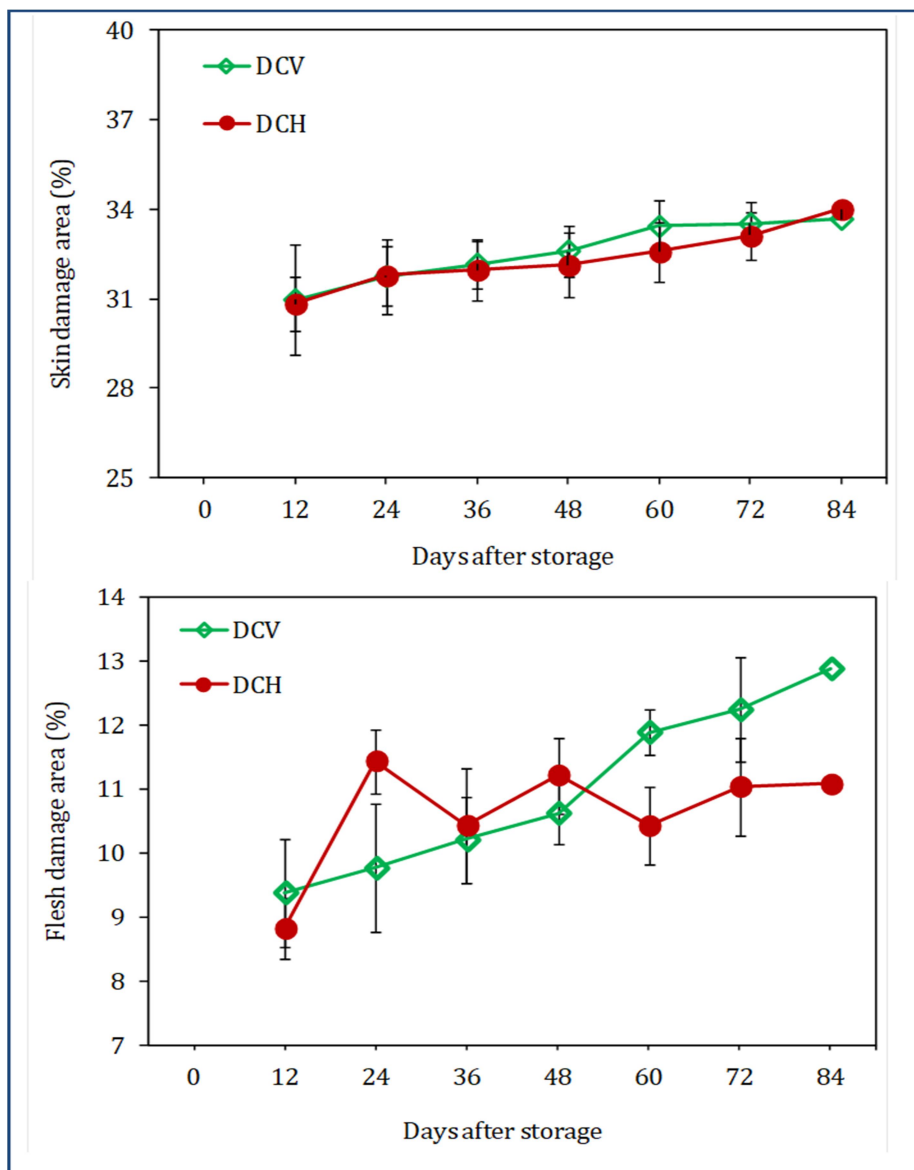 40
37
34
31
28
25
Skin damage area (%)
DCV
DCH
0 12 24 36 48 60 72 84
Days after storage
14
13
12
11
10
9
8
7
Flesh damage area (%)
DCV
DCH
0 12 24 36 48 60 72 84
Days after storage